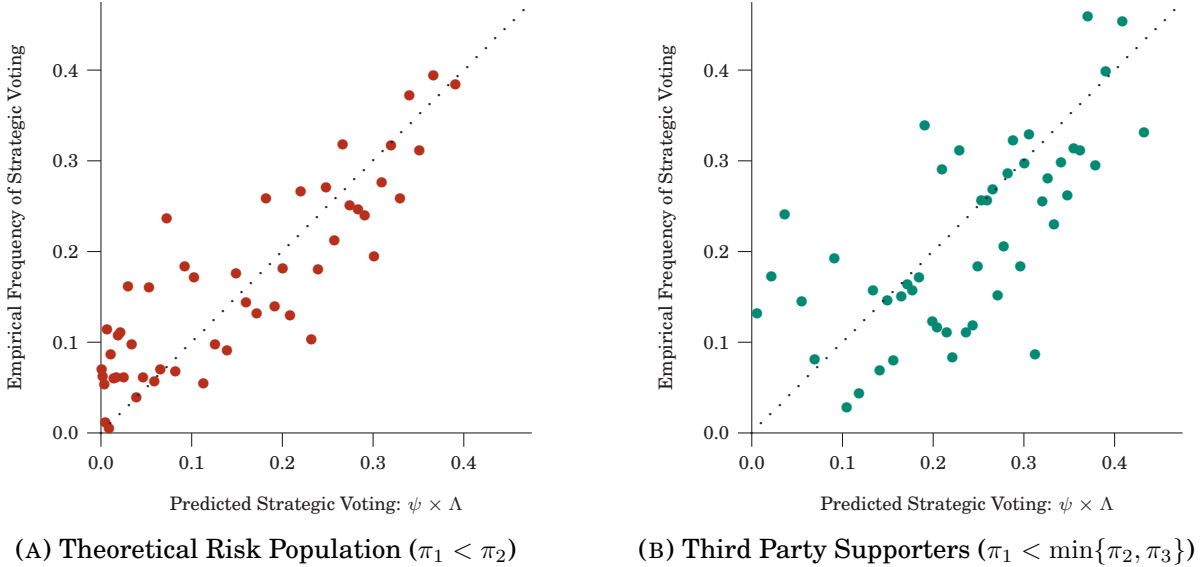 Empirical Frequency of Strategic Voting
0.4
0.3
0.2
0.1
0.0
0.0 0.1 0.2 0.3 0.4
Predicted Strategic Voting: ψ × Λ
(A) Theoretical Risk Population (π₁ < π₂)
Empirical Frequency of Strategic Voting
0.4
0.3
0.2
0.1
0.0
0.0 0.1 0.2 0.3 0.4
Predicted Strategic Voting: ψ × Λ
(B) Third Party Supporters (π₁ < min{π₂, π₃})